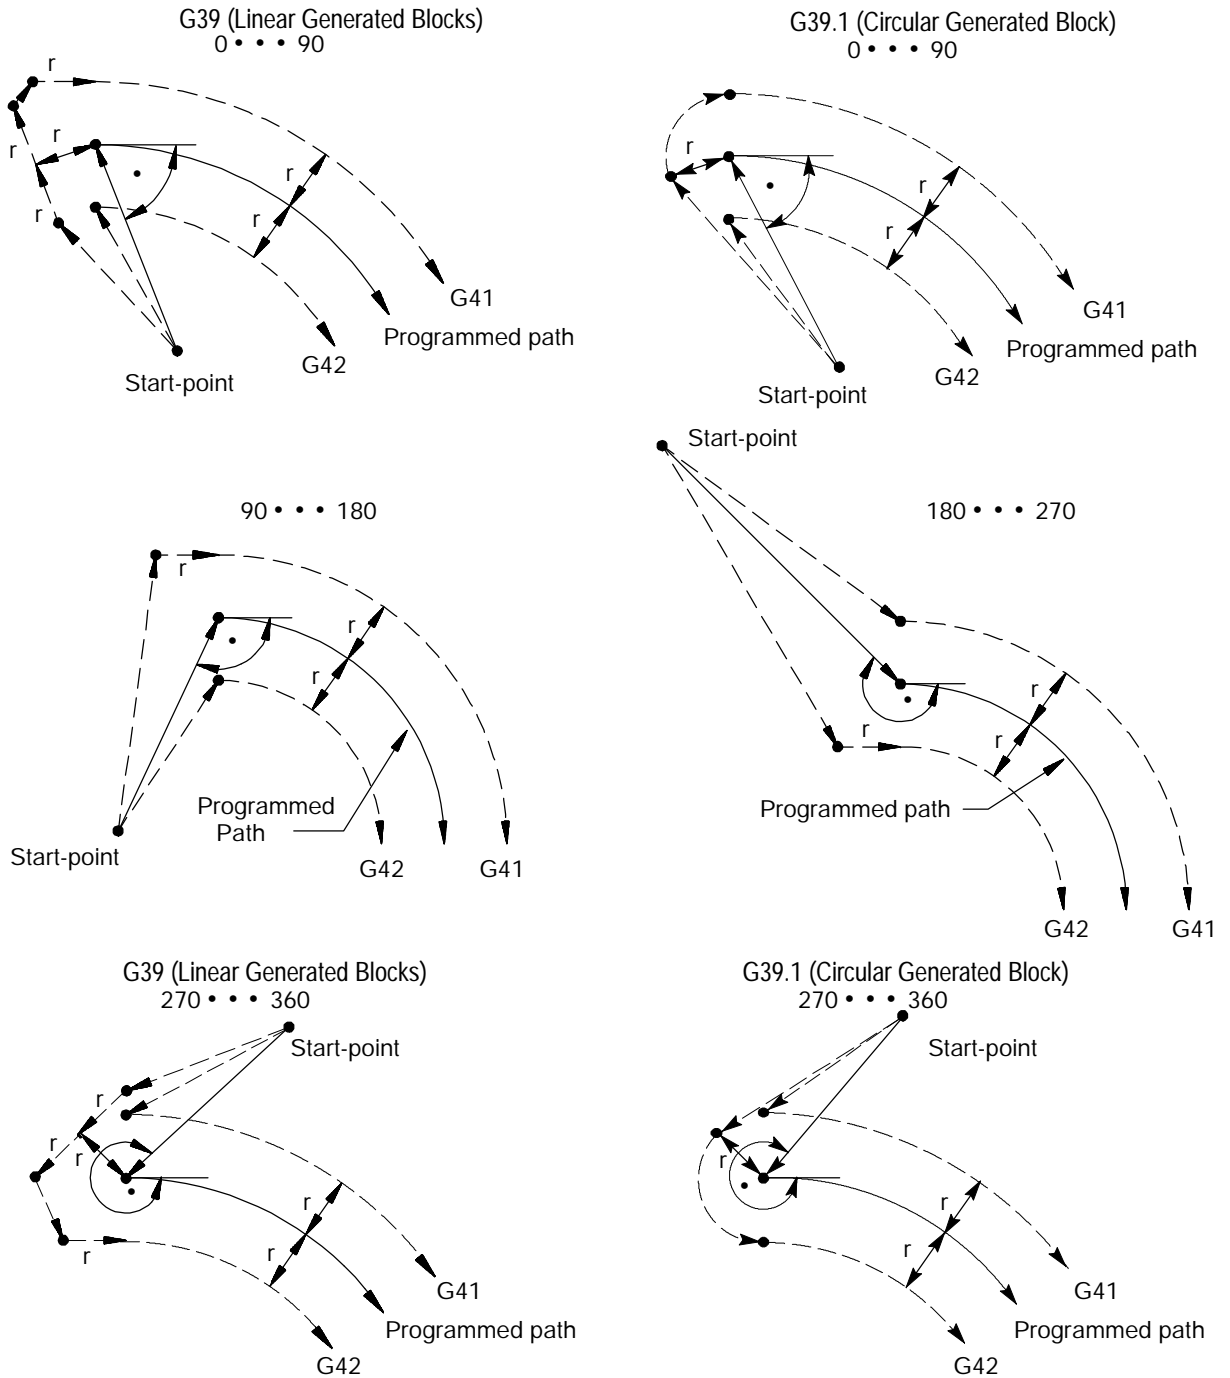 G39 (Linear Generated Blocks)
0 • • • 90
r
r
r
r
r
r
G41
Programmed path
G42
Start-point
G39.1 (Circular Generated Block)
0 • • • 90
r
r
r
G41
Programmed path
G42
Start-point
90 • • • 180
r
r
r
Programmed
Path
Start-point
G42
G41
Start-point
180 • • • 270
r
r
r
Programmed path
G42
G41
G39 (Linear Generated Blocks)
270 • • • 360
Start-point
r
r
r
r
r
r
G41
Programmed path
G42
G39.1 (Circular Generated Block)
270 • • • 360
Start-point
r
r
r
G41
Programmed path
G42